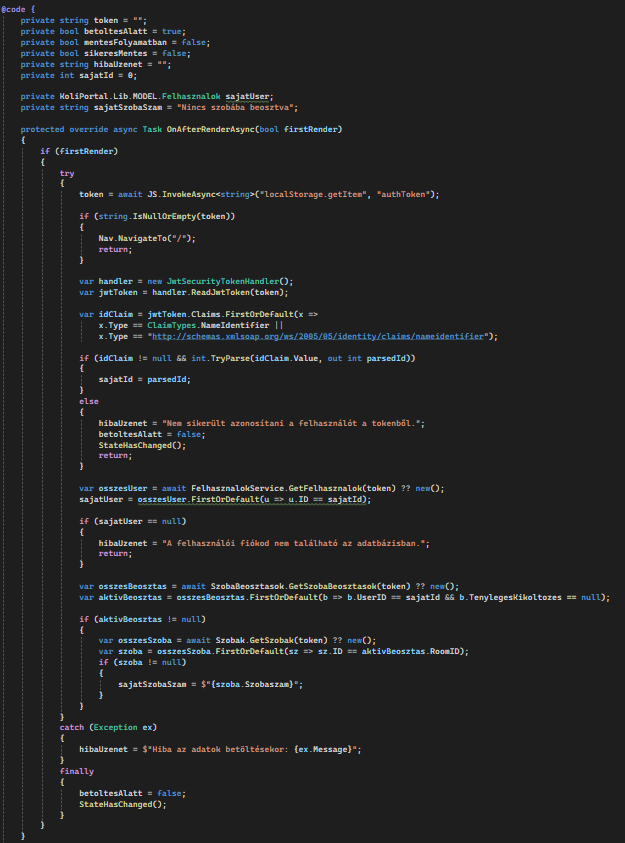 @code {
    private string token = "";
    private bool betoltesAlatt = true;
    private bool mentesFolyamatban = false;
    private bool sikeresMentes = false;
    private string hibaUzenet = "";
    private int sajatId = 0;

    private KoliPortal.Lib.MODEL.Felhasznalok sajatUser;
    private string sajatSzobaSzam = "Nincs szobába beosztva";

    protected override async Task OnAfterRenderAsync(bool firstRender)
    {
        if (firstRender)
        {
            try
            {
                token = await JS.InvokeAsync<string>("localStorage.getItem", "authToken");

                if (string.IsNullOrEmpty(token))
                {
                    Nav.NavigateTo("/");
                    return;
                }

                var handler = new JwtSecurityTokenHandler();
                var jwtToken = handler.ReadJwtToken(token);

                var idClaim = jwtToken.Claims.FirstOrDefault(x =>
                    x.Type == ClaimTypes.NameIdentifier ||
                    x.Type == "http://schemas.xmlsoap.org/ws/2005/05/identity/claims/nameidentifier");

                if (idClaim != null && int.TryParse(idClaim.Value, out int parsedId))
                {
                    sajatId = parsedId;
                }
                else
                {
                    hibaUzenet = "Nem sikerült azonosítani a felhasználót a tokenből.";
                    betoltesAlatt = false;
                    StateHasChanged();
                    return;
                }

                var osszesUser = await FelhasznalokService.GetFelhasznalok(token) ?? new();
                sajatUser = osszesUser.FirstOrDefault(u => u.ID == sajatId);

                if (sajatUser == null)
                {
                    hibaUzenet = "A felhasználói fiókod nem található az adatbázisban.";
                    return;
                }

                var osszesBeosztas = await SzobaBeosztasok.GetSzobaBeosztasok(token) ?? new();
                var aktivBeosztas = osszesBeosztas.FirstOrDefault(b => b.UserID == sajatId && b.TenylegesKikoltozes == null);

                if (aktivBeosztas != null)
                {
                    var osszesSzoba = await Szobak.GetSzobak(token) ?? new();
                    var szoba = osszesSzoba.FirstOrDefault(sz => sz.ID == aktivBeosztas.RoomID);
                    if (szoba != null)
                    {
                        sajatSzobaSzam = $"{szoba.Szobaszam}";
                    }
                }
            }
            catch (Exception ex)
            {
                hibaUzenet = $"Hiba az adatok betöltésekor: {ex.Message}";
            }
            finally
            {
                betoltesAlatt = false;
                StateHasChanged();
            }
        }
    }